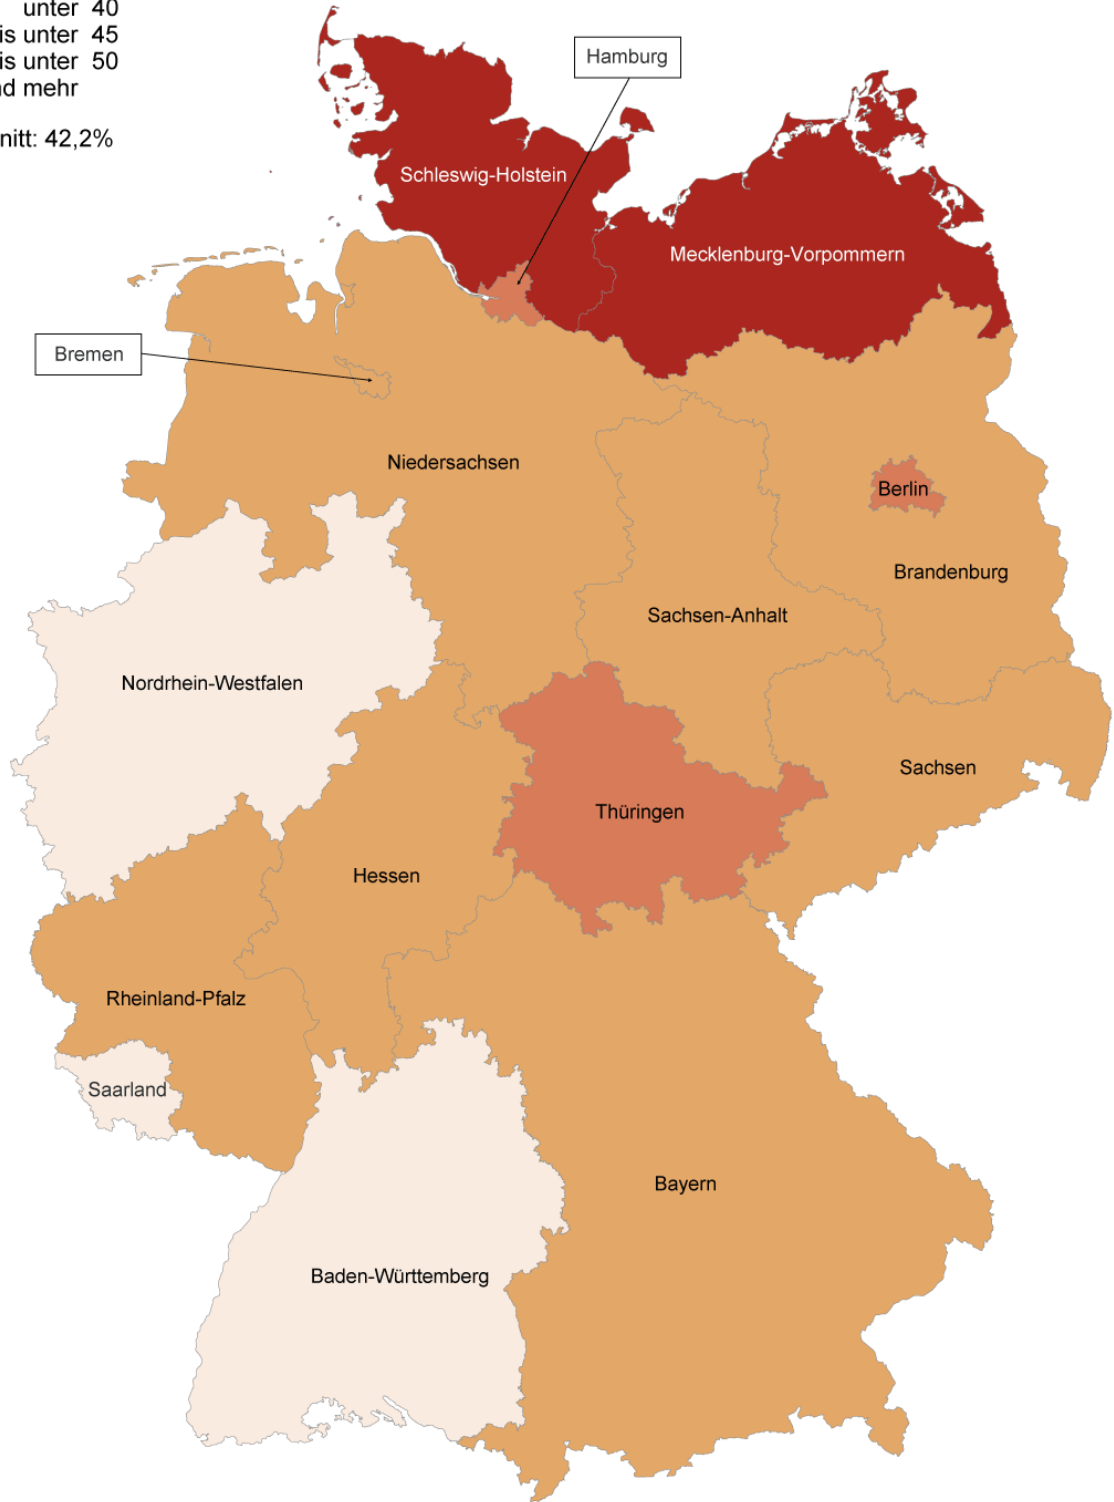 unter 40
is unter 45
is unter 50
d mehr
nitt: 42,2%
Hamburg
Schleswig-Holstein
Mecklenburg-Vorpommern
Bremen
Niedersachsen
Berlin
Brandenburg
Sachsen-Anhalt
Nordrhein-Westfalen
Sachsen
Thüringen
Hessen
Rheinland-Pfalz
Saarland
Bayern
Baden-Württemberg